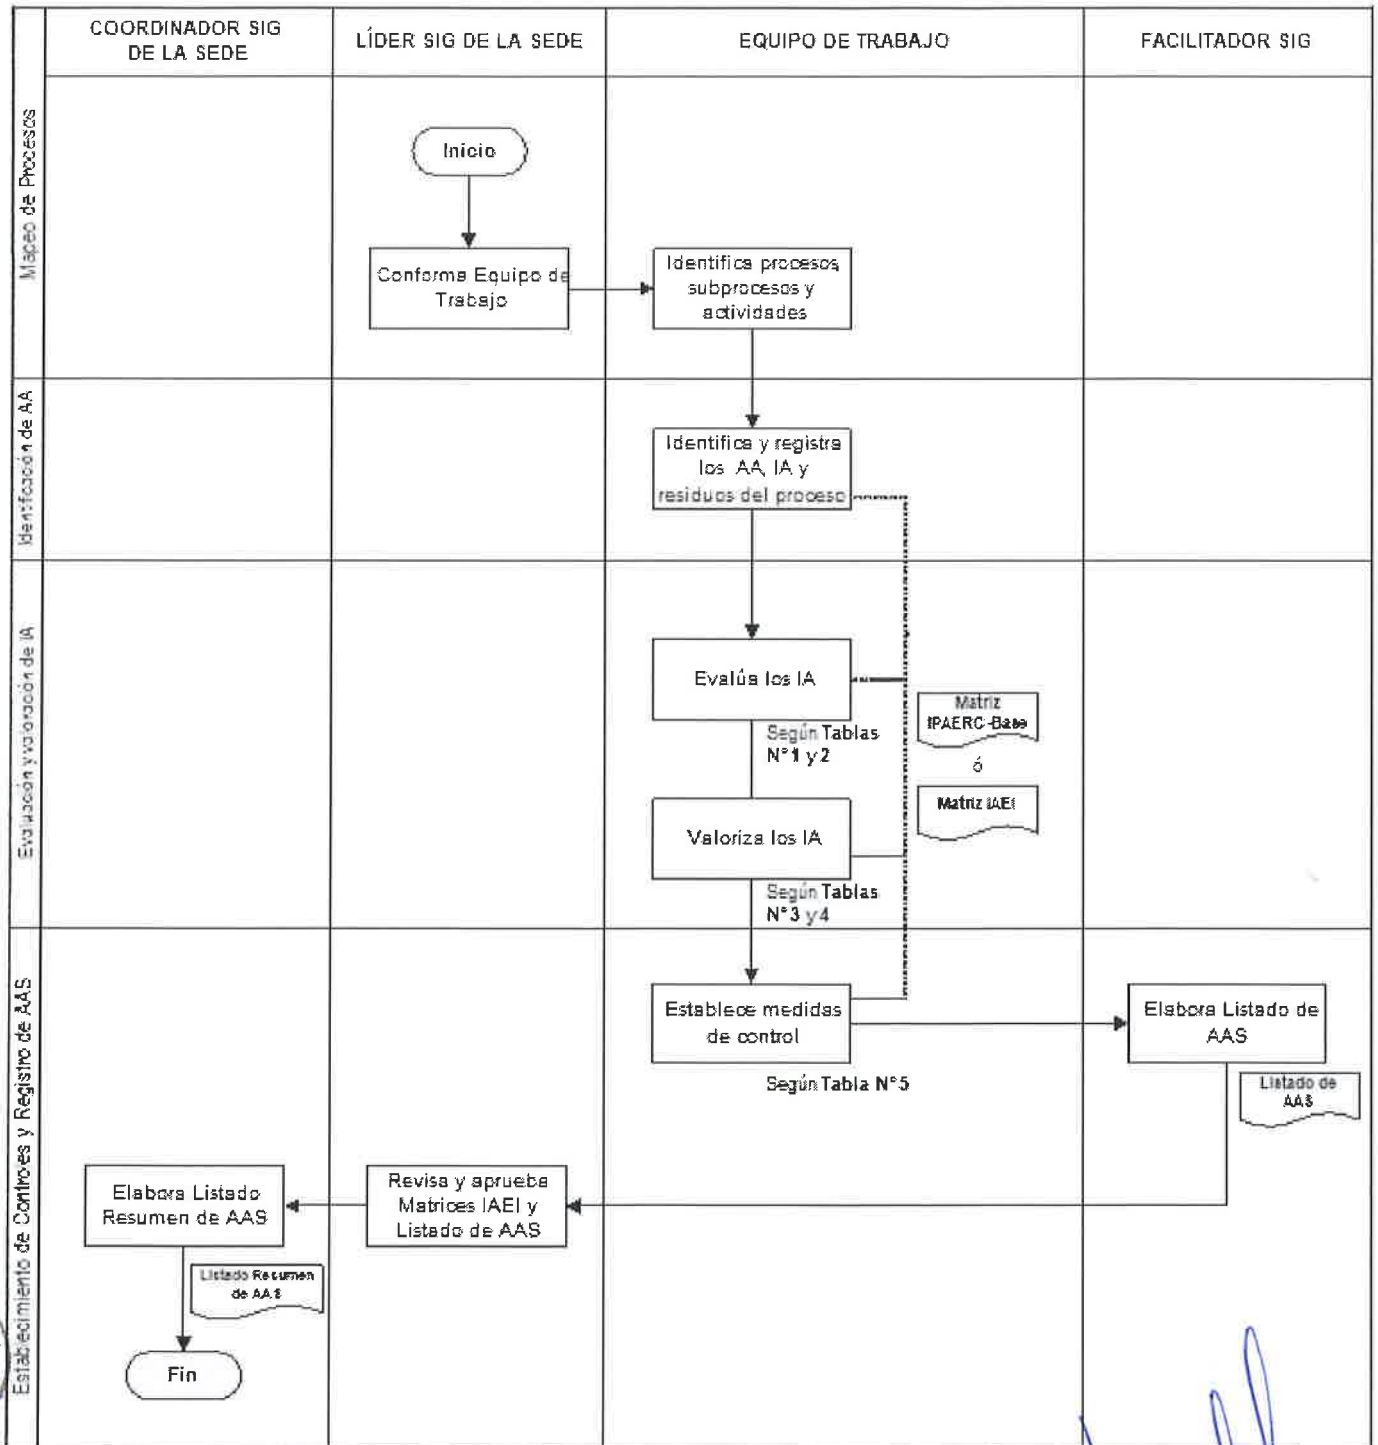 COORDINADOR SIG
DE LA SEDE
LÍDER SIG DE LA SEDE
EQUIPO DE TRABAJO
FACILITADOR SIG
Mapeo de Procesos
Inicio
Conforma Equipo de
Trabajo
Identifica procesos,
subprocesos y
actividades
Identificación de AA
Identifica y registra
los AA, IA y
residuos del proceso
Evaluación y valoración de IA
Evalúa los IA
Según Tablas
N°1 y 2
Matriz
IPAERC-Base
ó
Matriz IAEI
Valoriza los IA
Según Tablas
N°3 y 4
Establecimiento de Controles y Registro de AAS
Establece medidas
de control
Según Tabla N°5
Elabora Listado de
AAS
Listado de
AAS
Revisa y aprueba
Matrices IAEI y
Listado de AAS
Elabora Listado
Resumen de AAS
Listado Resumen
de AAS
Fin